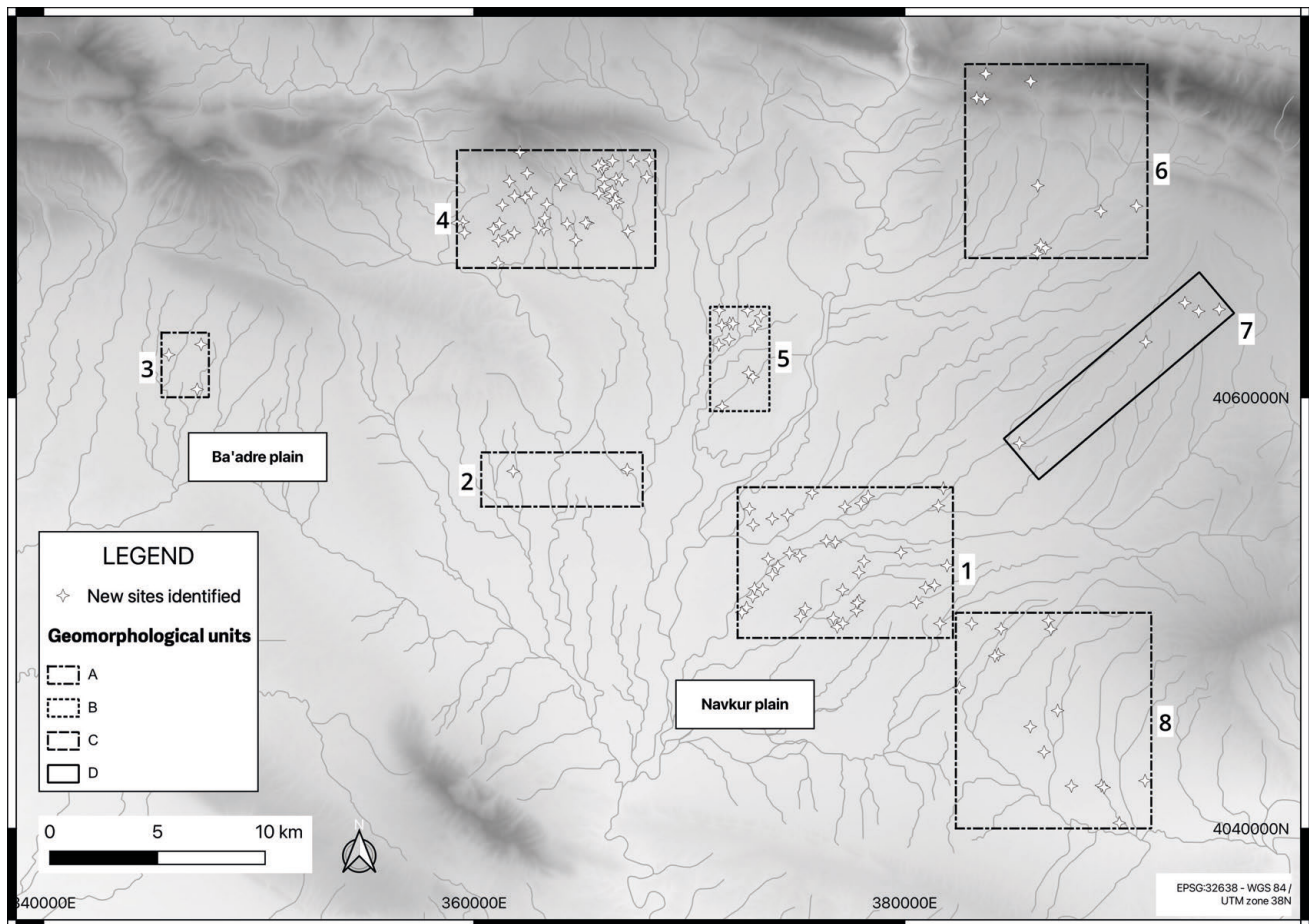 6
4
3
5
7
4060000N
Ba'adre plain
2
LEGEND
New sites identified
Geomorphological units
A
B
C
D
1
Navkur plain
8
0 5 10 km
N
4040000N
340000E
360000E
380000E
EPSG:32638 - WGS 84 /
UTM zone 38N